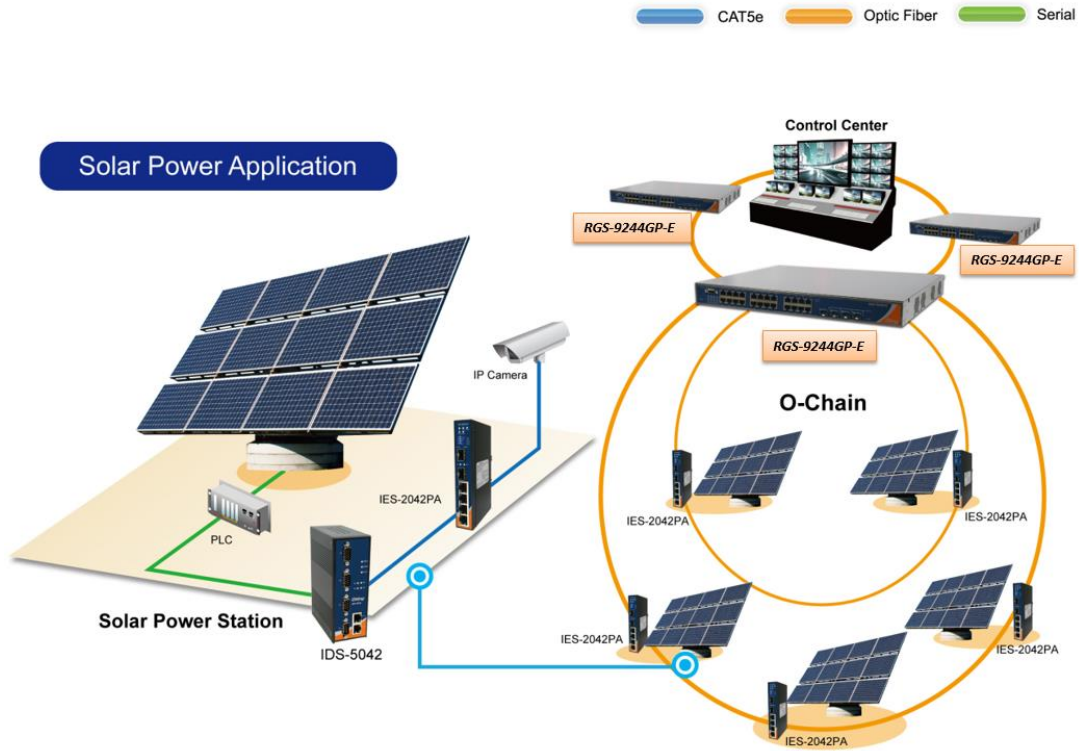 CAT5e
Optic Fiber
Serial
Solar Power Application
Control Center
RGS-9244GP-E
RGS-9244GP-E
RGS-9244GP-E
IP Camera
O-Chain
IES-2042PA
PLC
Solar Power Station
IDS-5042
IES-2042PA
IES-2042PA
IES-2042PA
IES-2042PA
IES-2042PA